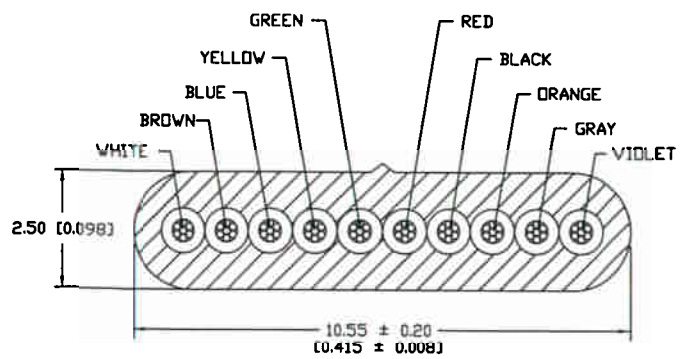 GREEN
RED
YELLOW
BLACK
BLUE
ORANGE
BROWN
GRAY
WHITE
VIOLET
2.50 [0.098]
10.55 ± 0.20
[0.415 ± 0.008]